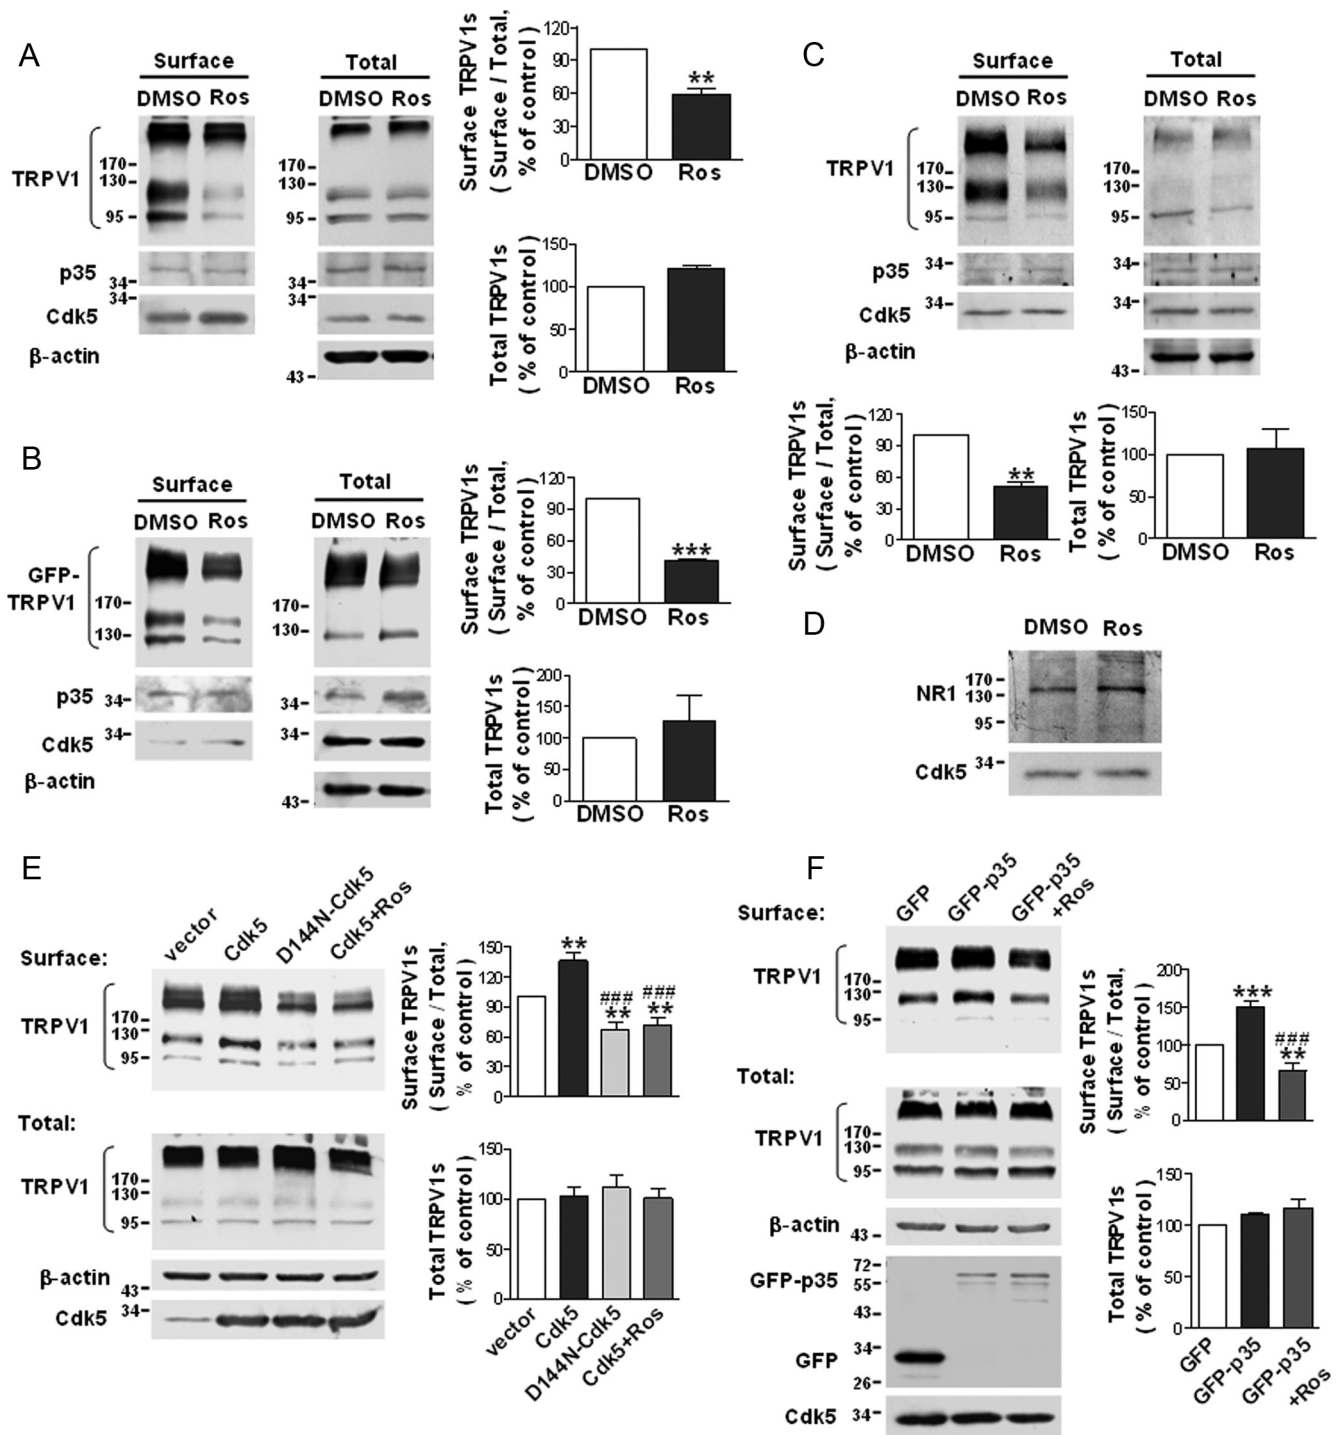 A
Surface
Total
DMSO Ros
DMSO Ros
TRPV1
170
130
95
170
130
95
p35
34
34
Cdk5
34
34
β-actin
43
Surface TRPV1s
( Surface / Total,
% of control )
120
90
60
30
0
**
DMSO Ros
Total TRPV1s
( % of control )
150
100
50
0
DMSO Ros
B
Surface
Total
DMSO Ros
DMSO Ros
GFP-
TRPV1
170
130
170
130
p35
34
34
Cdk5
34
34
β-actin
43
Surface TRPV1s
( Surface / Total,
% of control )
120
90
60
30
0
***
DMSO Ros
Total TRPV1s
( % of control )
200
150
100
50
0
DMSO Ros
C
Surface
Total
DMSO Ros
DMSO Ros
TRPV1
170
130
95
170
130
95
p35
34
34
Cdk5
34
34
β-actin
43
Surface TRPV1s
( Surface / Total,
% of control )
120
90
60
30
0
**
DMSO Ros
Total TRPV1s
( % of control )
150
100
50
0
DMSO Ros
D
DMSO Ros
NR1
170
130
95
Cdk5
34
E
vector
Cdk5
D144N-Cdk5
Cdk5+Ros
Surface:
TRPV1
170
130
95
Total:
TRPV1
170
130
95
β-actin
43
Cdk5
34
Surface TRPV1s
( Surface / Total,
% of control )
150
120
90
60
30
0
**
###
**
###
**
Total TRPV1s
( % of control )
150
100
50
0
vector
Cdk5
D144N-Cdk5
Cdk5+Ros
F
GFP
GFP-p35
GFP-p35
+Ros
Surface:
TRPV1
170
130
95
Total:
TRPV1
170
130
95
β-actin
43
GFP-p35
72
55
43
GFP
34
26
Cdk5
34
Surface TRPV1s
( Surface / Total,
% of control )
200
150
100
50
0
***
###
**
Total TRPV1s
( % of control )
150
100
50
0
GFP
GFP-p35
GFP-p35
+Ros